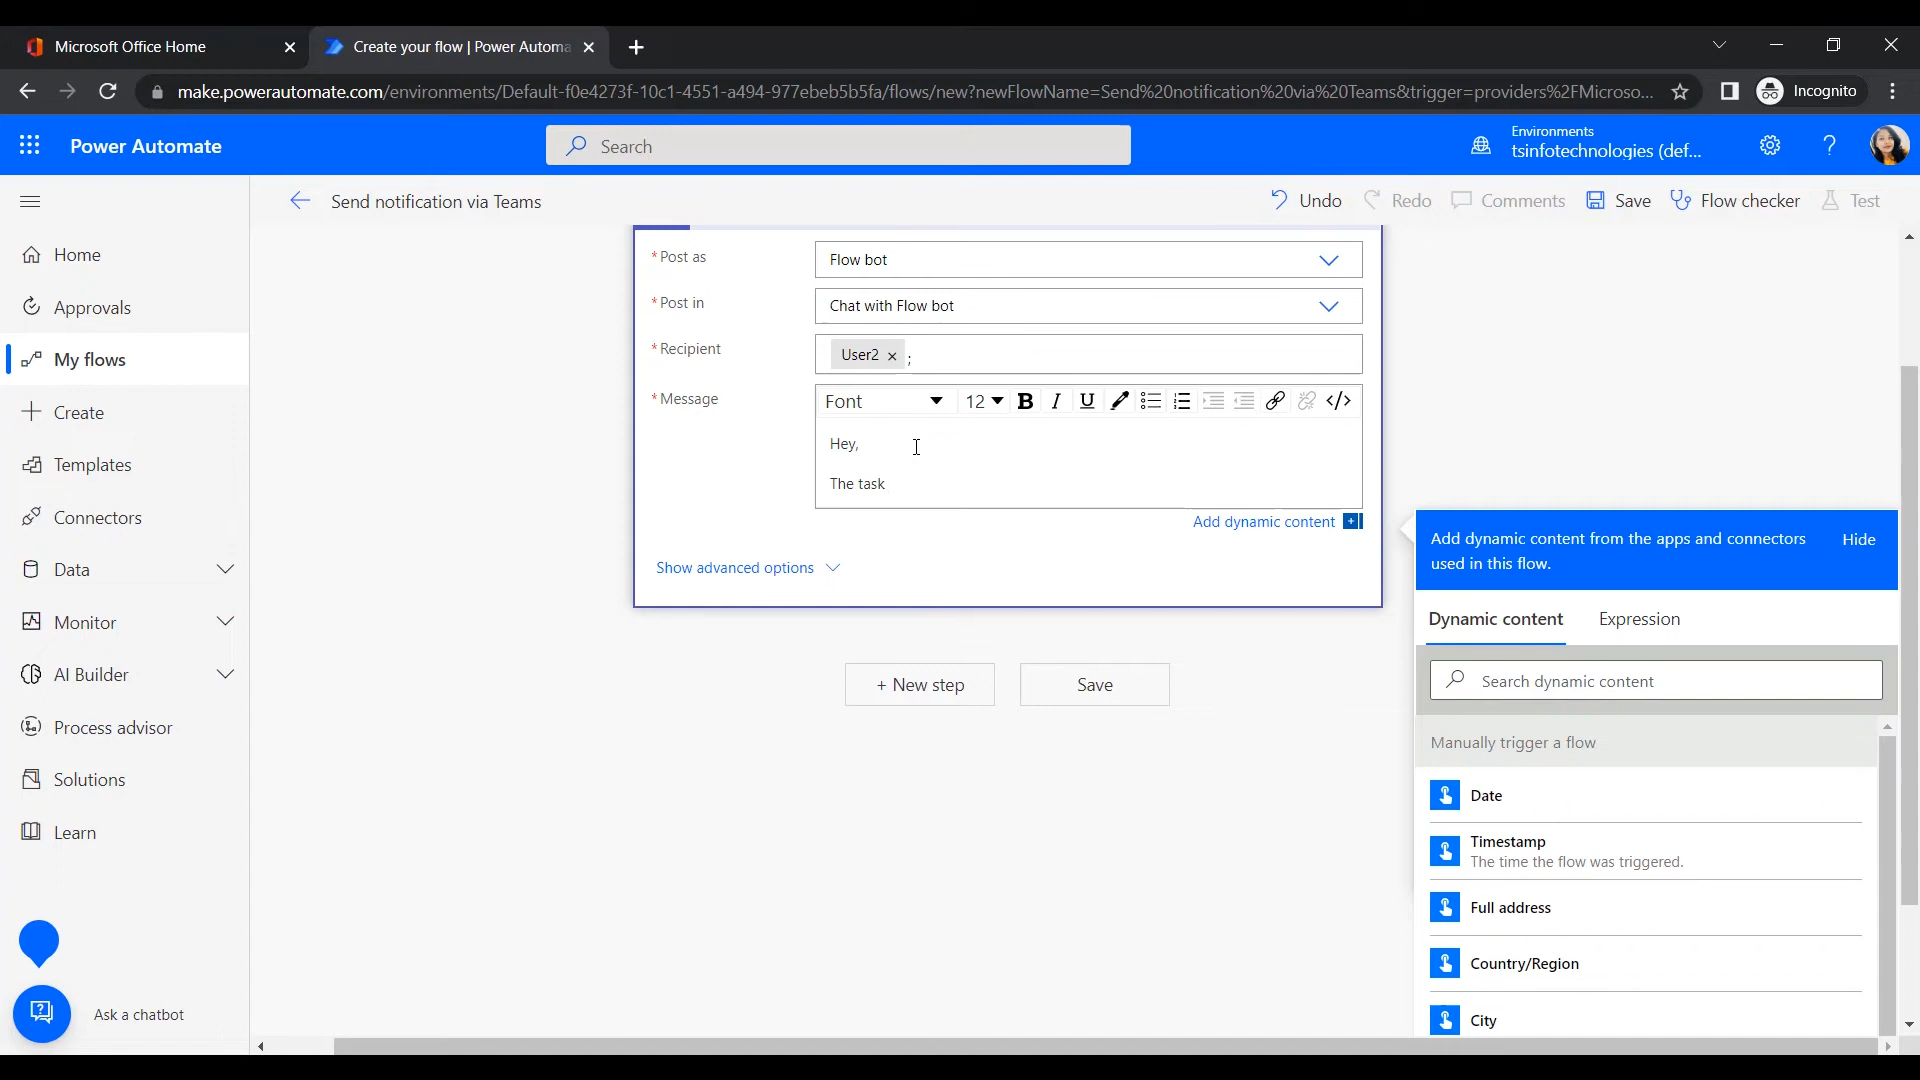 Microsoft Office Home
Create your flow | Power Automa
make.powerautomate.com/environments/Default-f0e4273f-10c1-4551-a494-977ebeb5b5fa/flows/new?newFlowName=Send%20notification%20via%20Teams&trigger=providers%2FMicroso...
Incognito
Power Automate
Search
Environments
tsinfotechnologies (def...
?
Send notification via Teams
Undo
Redo
Comments
Save
Flow checker
Test
Home
Approvals
My flows
Create
Templates
Connectors
Data
Monitor
AI Builder
Process advisor
Solutions
Learn
Ask a chatbot
* Post as
Flow bot
* Post in
Chat with Flow bot
* Recipient
User2 × ;
* Message
Font
12
B I U </>
Hey,
The task
Add dynamic content +
Show advanced options
+ New step
Save
Add dynamic content from the apps and connectors
used in this flow.
Hide
Dynamic content
Expression
Search dynamic content
Manually trigger a flow
Date
Timestamp
The time the flow was triggered.
Full address
Country/Region
City